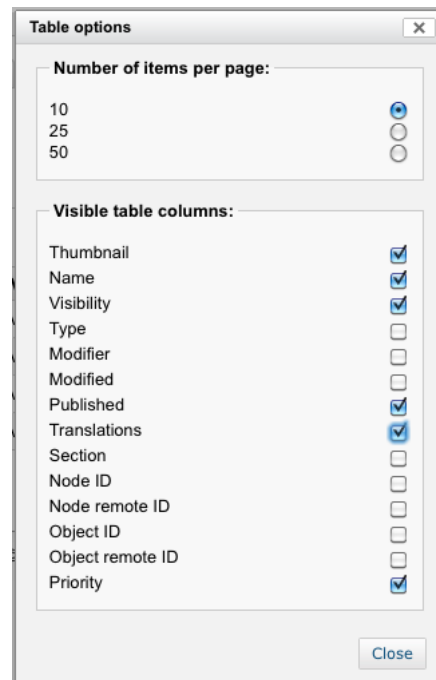 Table options
Number of items per page:
10
25
50
Visible table columns:
Thumbnail
Name
Visibility
Type
Modifier
Modified
Published
Translations
Section
Node ID
Node remote ID
Object ID
Object remote ID
Priority
Close